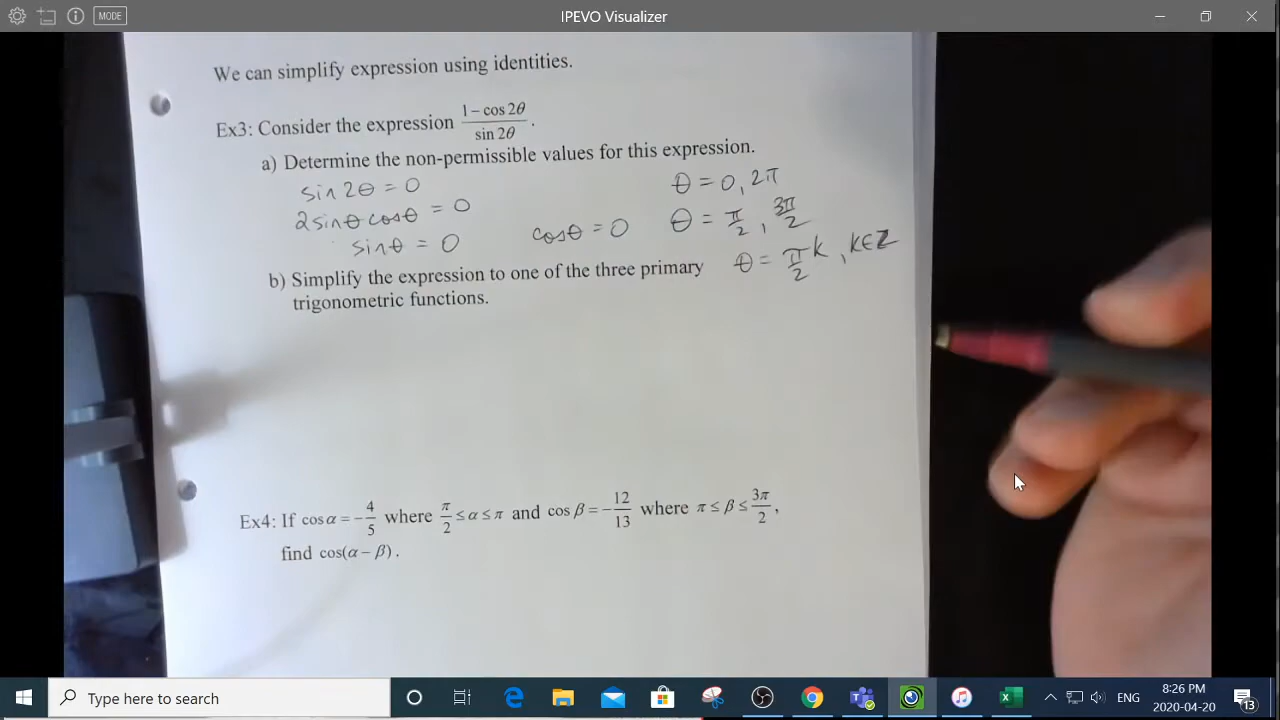 IPEVO Visualizer
MODE
We can simplify expression using identities.
Ex3: Consider the expression (1 − cos 2θ)/(sin 2θ).
a) Determine the non-permissible values for this expression.
sin 2θ = 0
θ = 0, 2π
2 sinθ cosθ = 0
sinθ = 0
cosθ = 0
θ = π/2, 3π/2
θ = π/2 k, k∈Z
b) Simplify the expression to one of the three primary
trigonometric functions.
Ex4: If cos α = −4/5 where π/2 ≤ α ≤ π and cos β = −12/13 where π ≤ β ≤ 3π/2,
find cos(α − β).
Type here to search
ENG
8:26 PM
2020-04-20
13